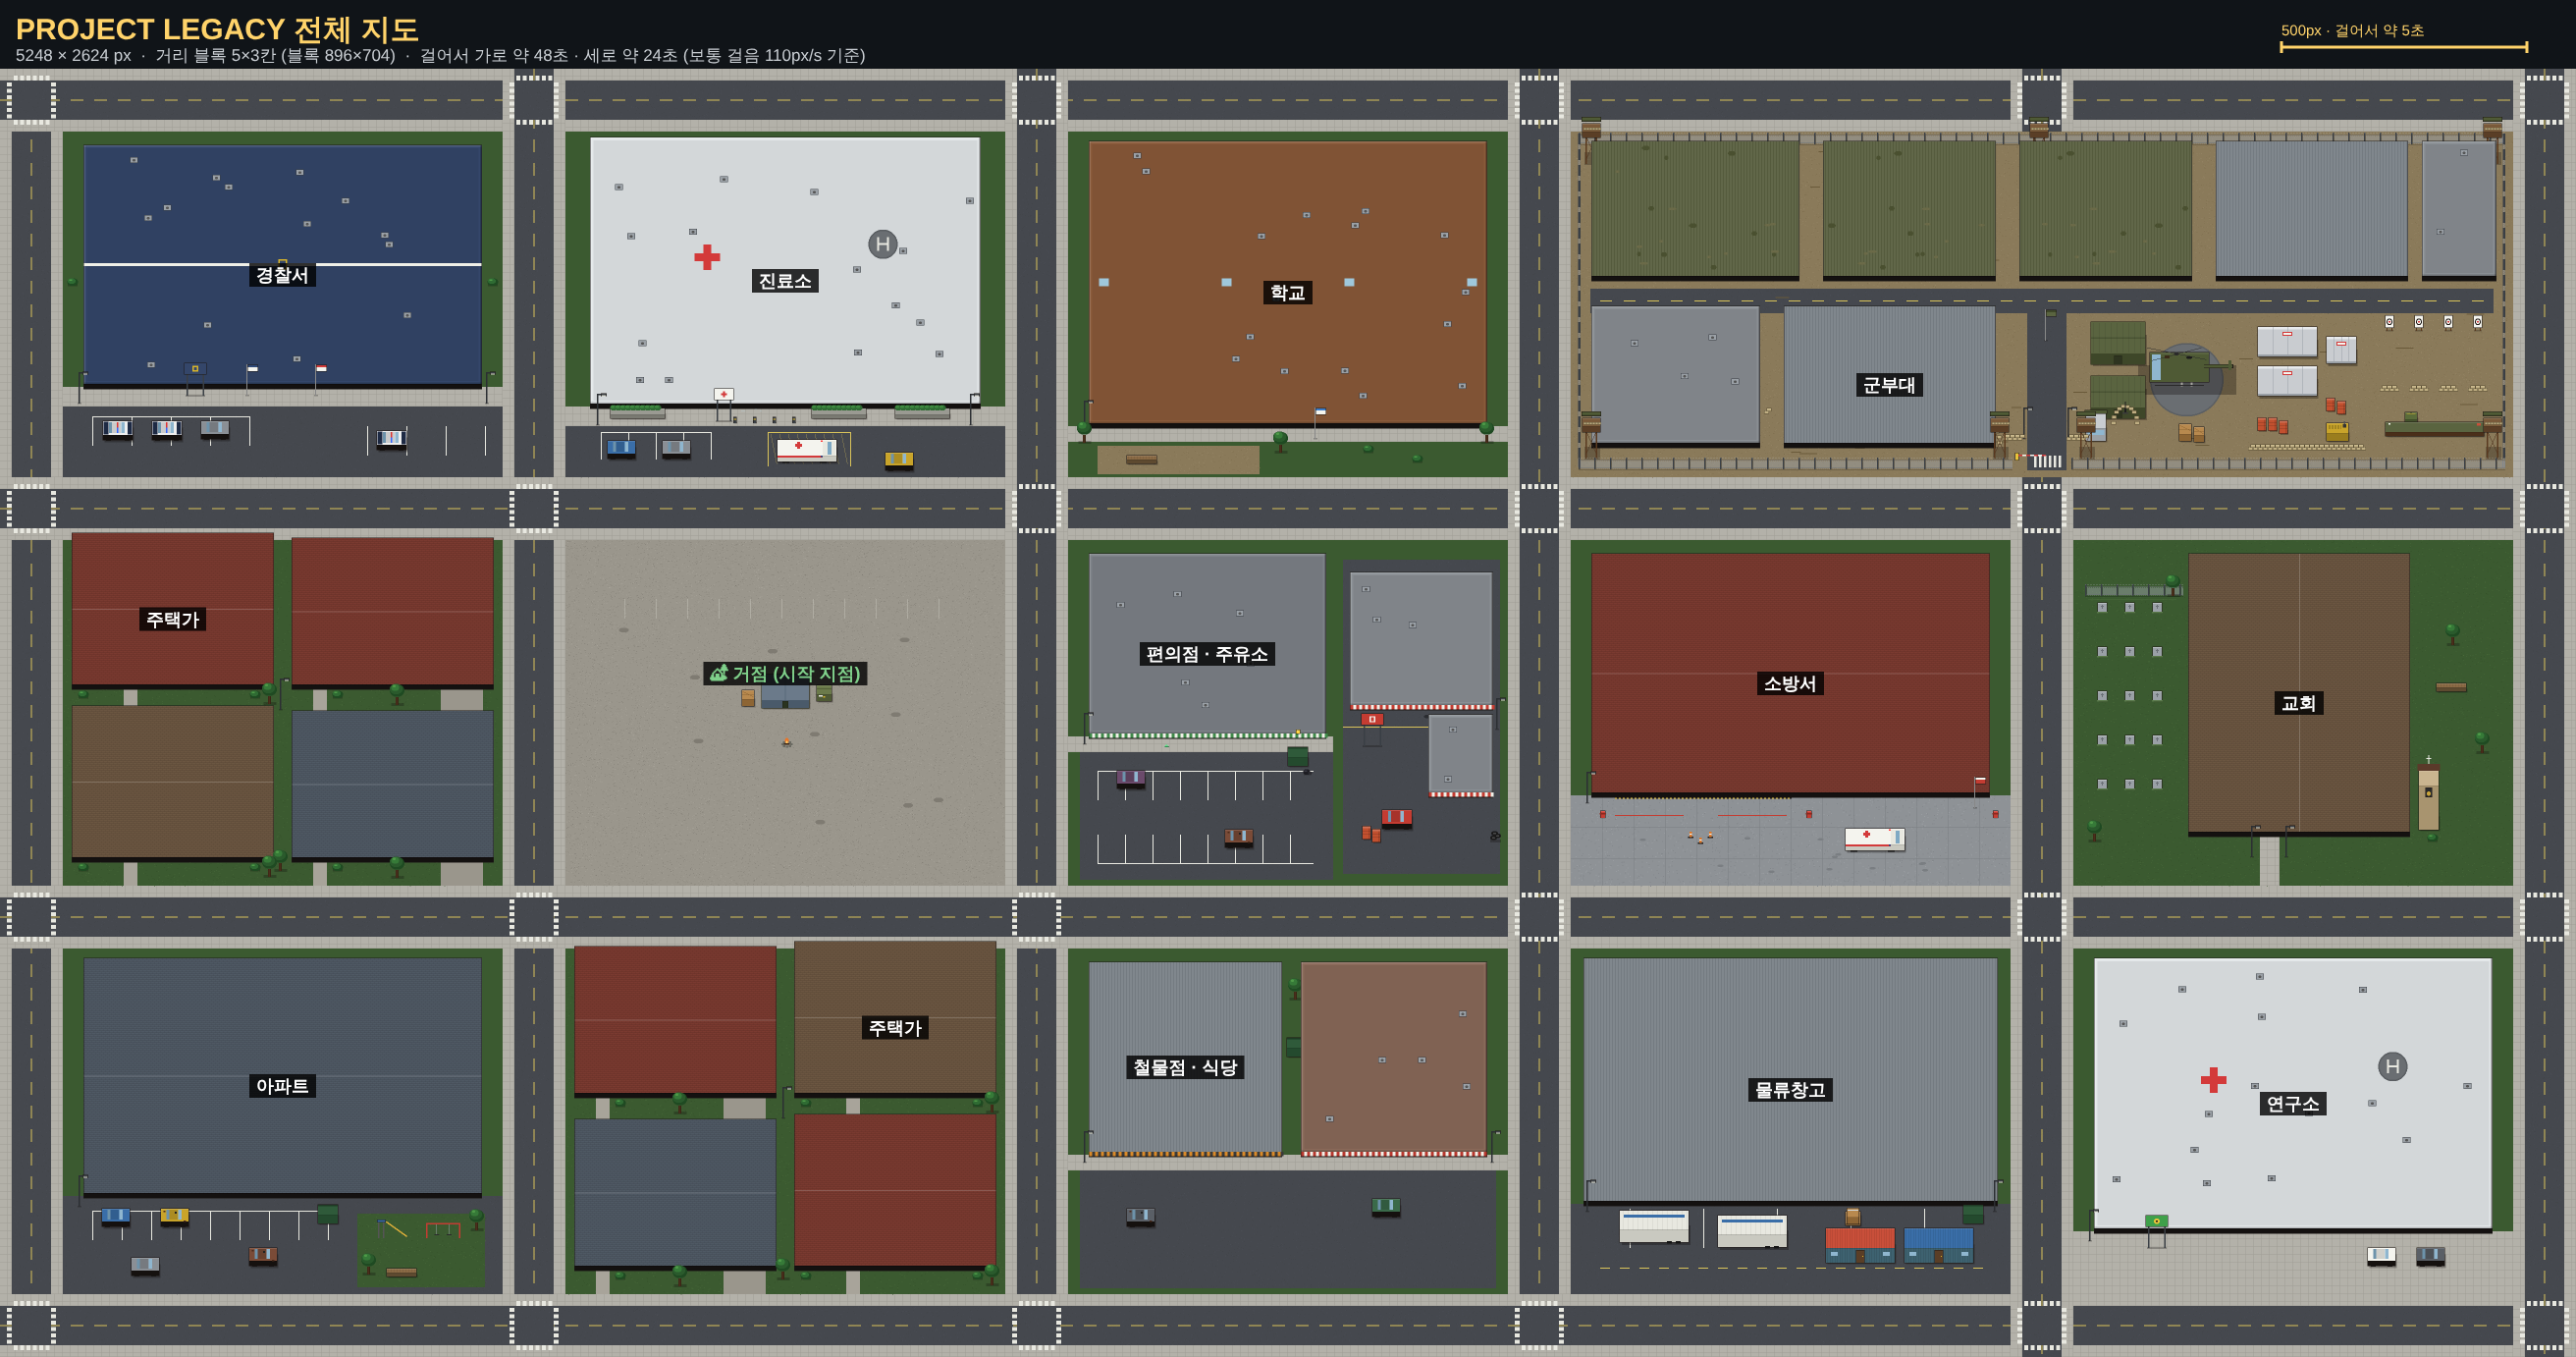 PROJECT LEGACY 전체 지도
5248 × 2624 px · 거리 블록 5×3칸 (블록 896×704) · 걸어서 가로 약 48초 · 세로 약 24초 (보통 걸음 110px/s 기준)
500px · 걸어서 약 5초
경찰서
진료소
H
학교
군부대
주택가
거점 (시작 지점)
편의점 · 주유소
소방서
교회
아파트
주택가
철물점 · 식당
물류창고
연구소
H